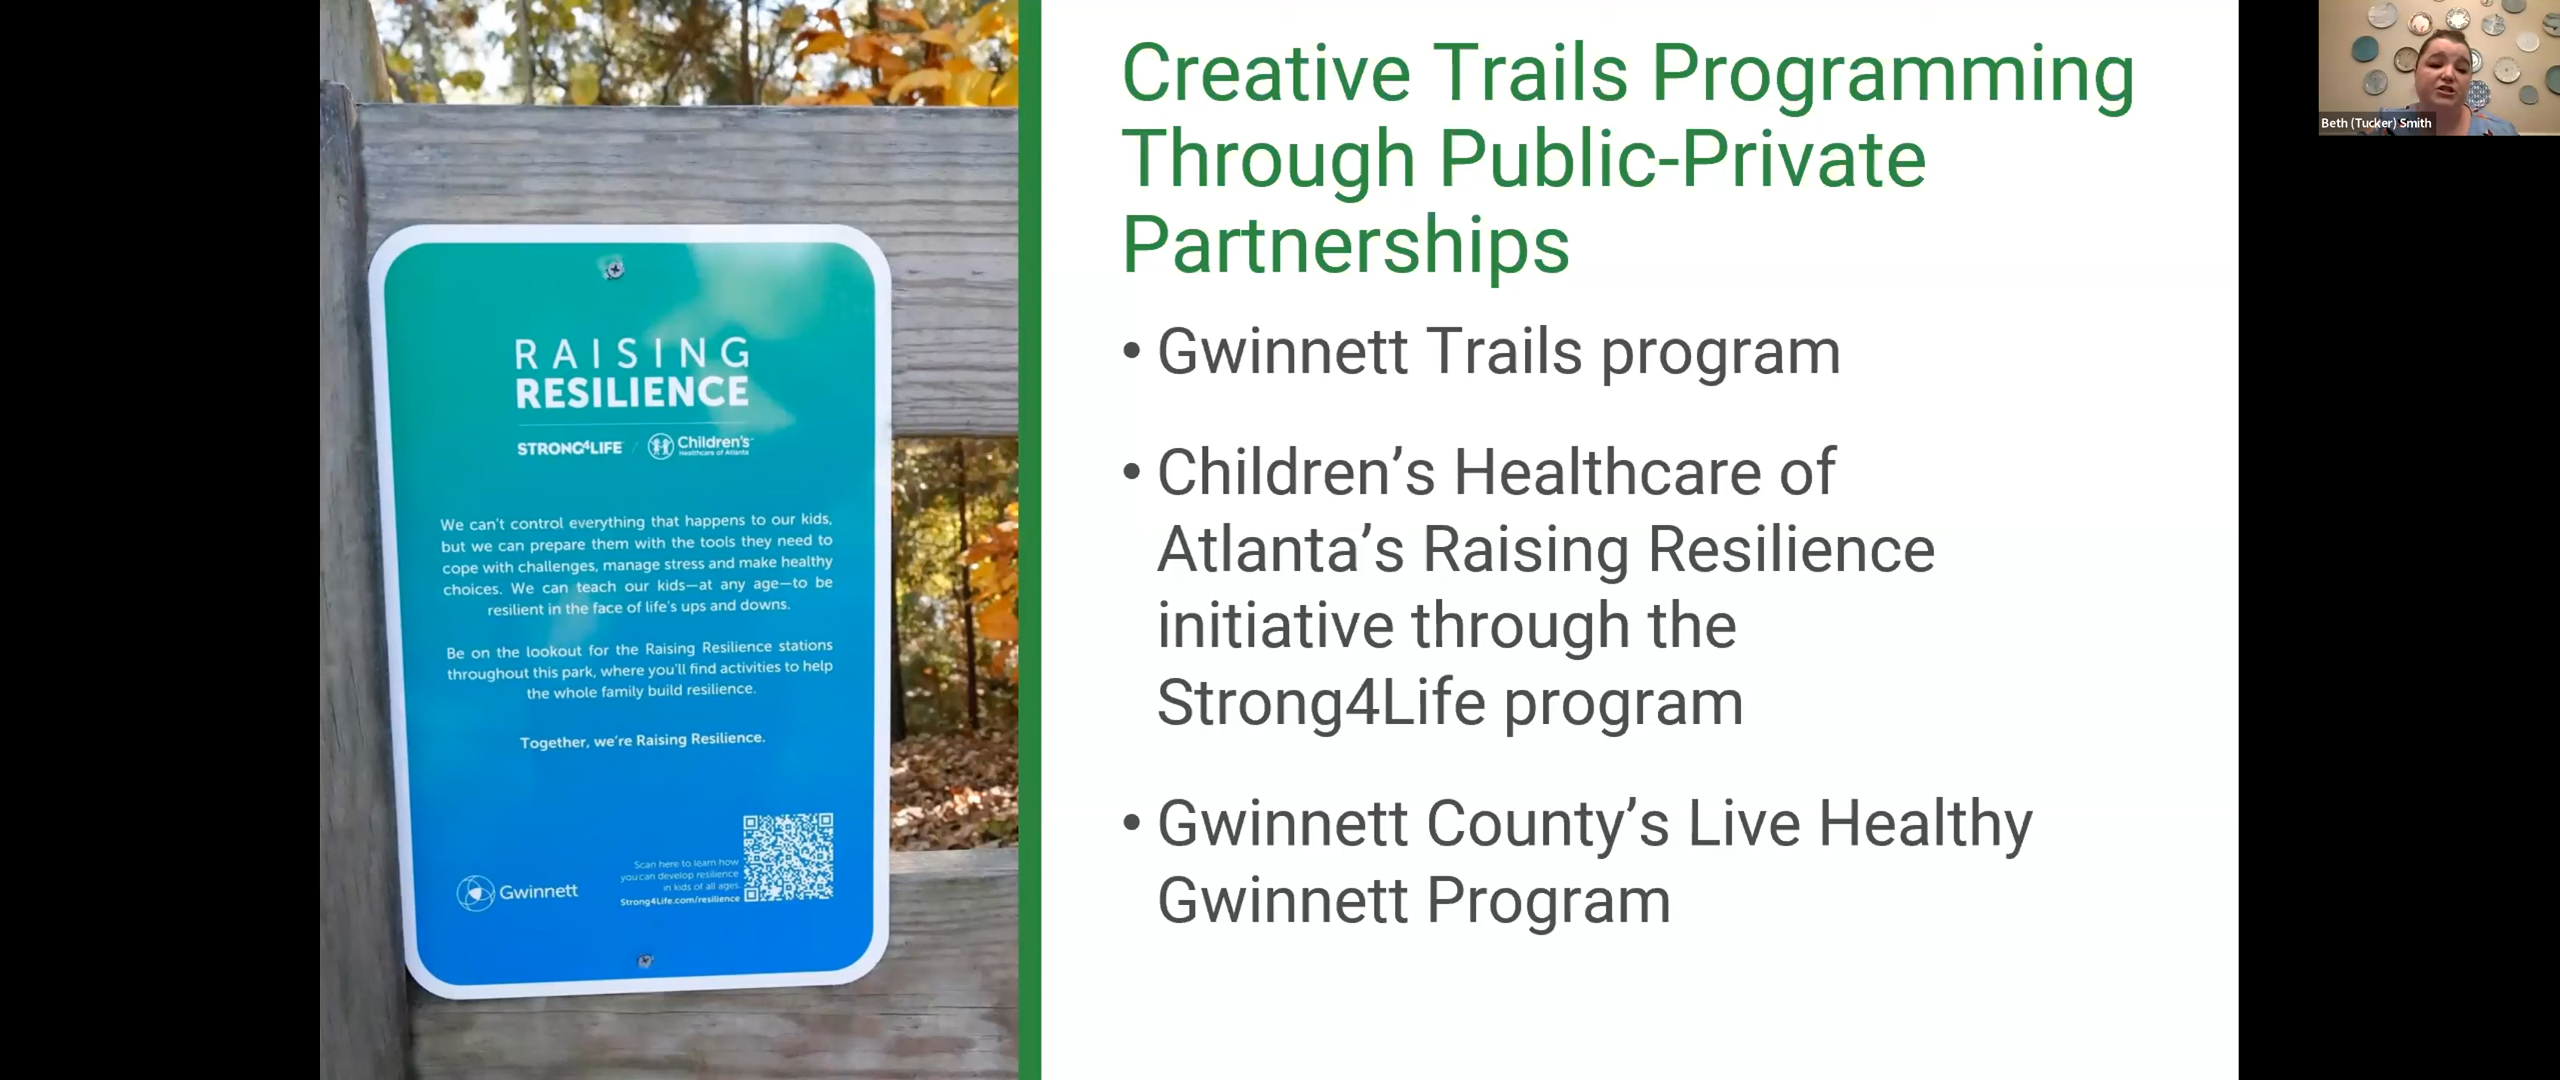 RAISING
RESILIENCE
STRONG4LIFE / Children's
Healthcare of Atlanta
We can't control everything that happens to our kids,
but we can prepare them with the tools they need to
cope with challenges, manage stress and make healthy
choices. We can teach our kids—at any age—to be
resilient in the face of life's ups and downs.
Be on the lookout for the Raising Resilience stations
throughout this park, where you'll find activities to help
the whole family build resilience.
Together, we're Raising Resilience.
Scan here to learn how
you can develop resilience
in kids of all ages.
Strong4Life.com/resilience
Gwinnett
Creative Trails Programming
Through Public-Private
Partnerships
• Gwinnett Trails program
• Children’s Healthcare of
Atlanta’s Raising Resilience
initiative through the
Strong4Life program
• Gwinnett County’s Live Healthy
Gwinnett Program
Beth (Tucker) Smith